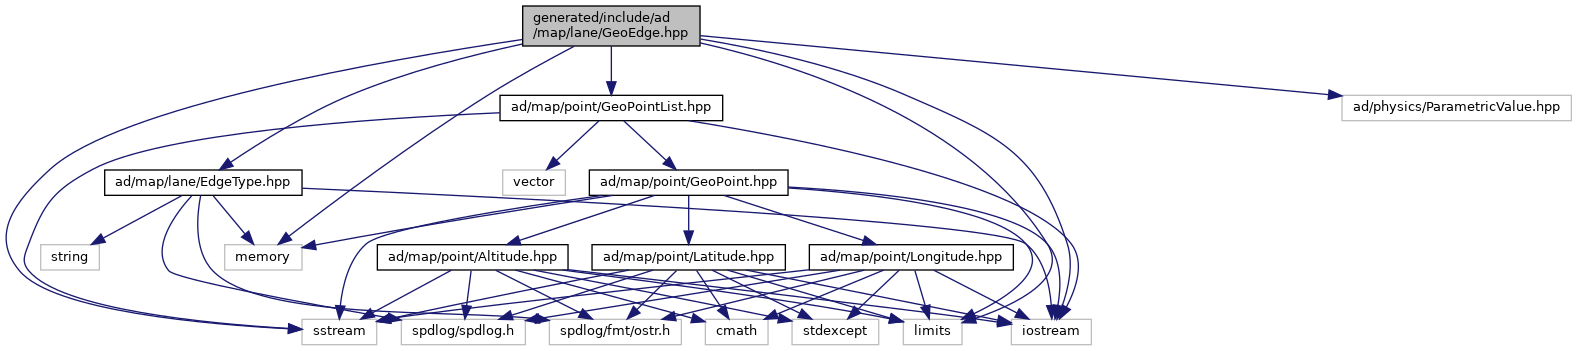 generated/include/ad
/map/lane/GeoEdge.hpp
ad/map/point/GeoPointList.hpp
ad/physics/ParametricValue.hpp
ad/map/lane/EdgeType.hpp
vector
ad/map/point/GeoPoint.hpp
string
memory
ad/map/point/Altitude.hpp
ad/map/point/Latitude.hpp
ad/map/point/Longitude.hpp
sstream
spdlog/spdlog.h
spdlog/fmt/ostr.h
cmath
stdexcept
limits
iostream